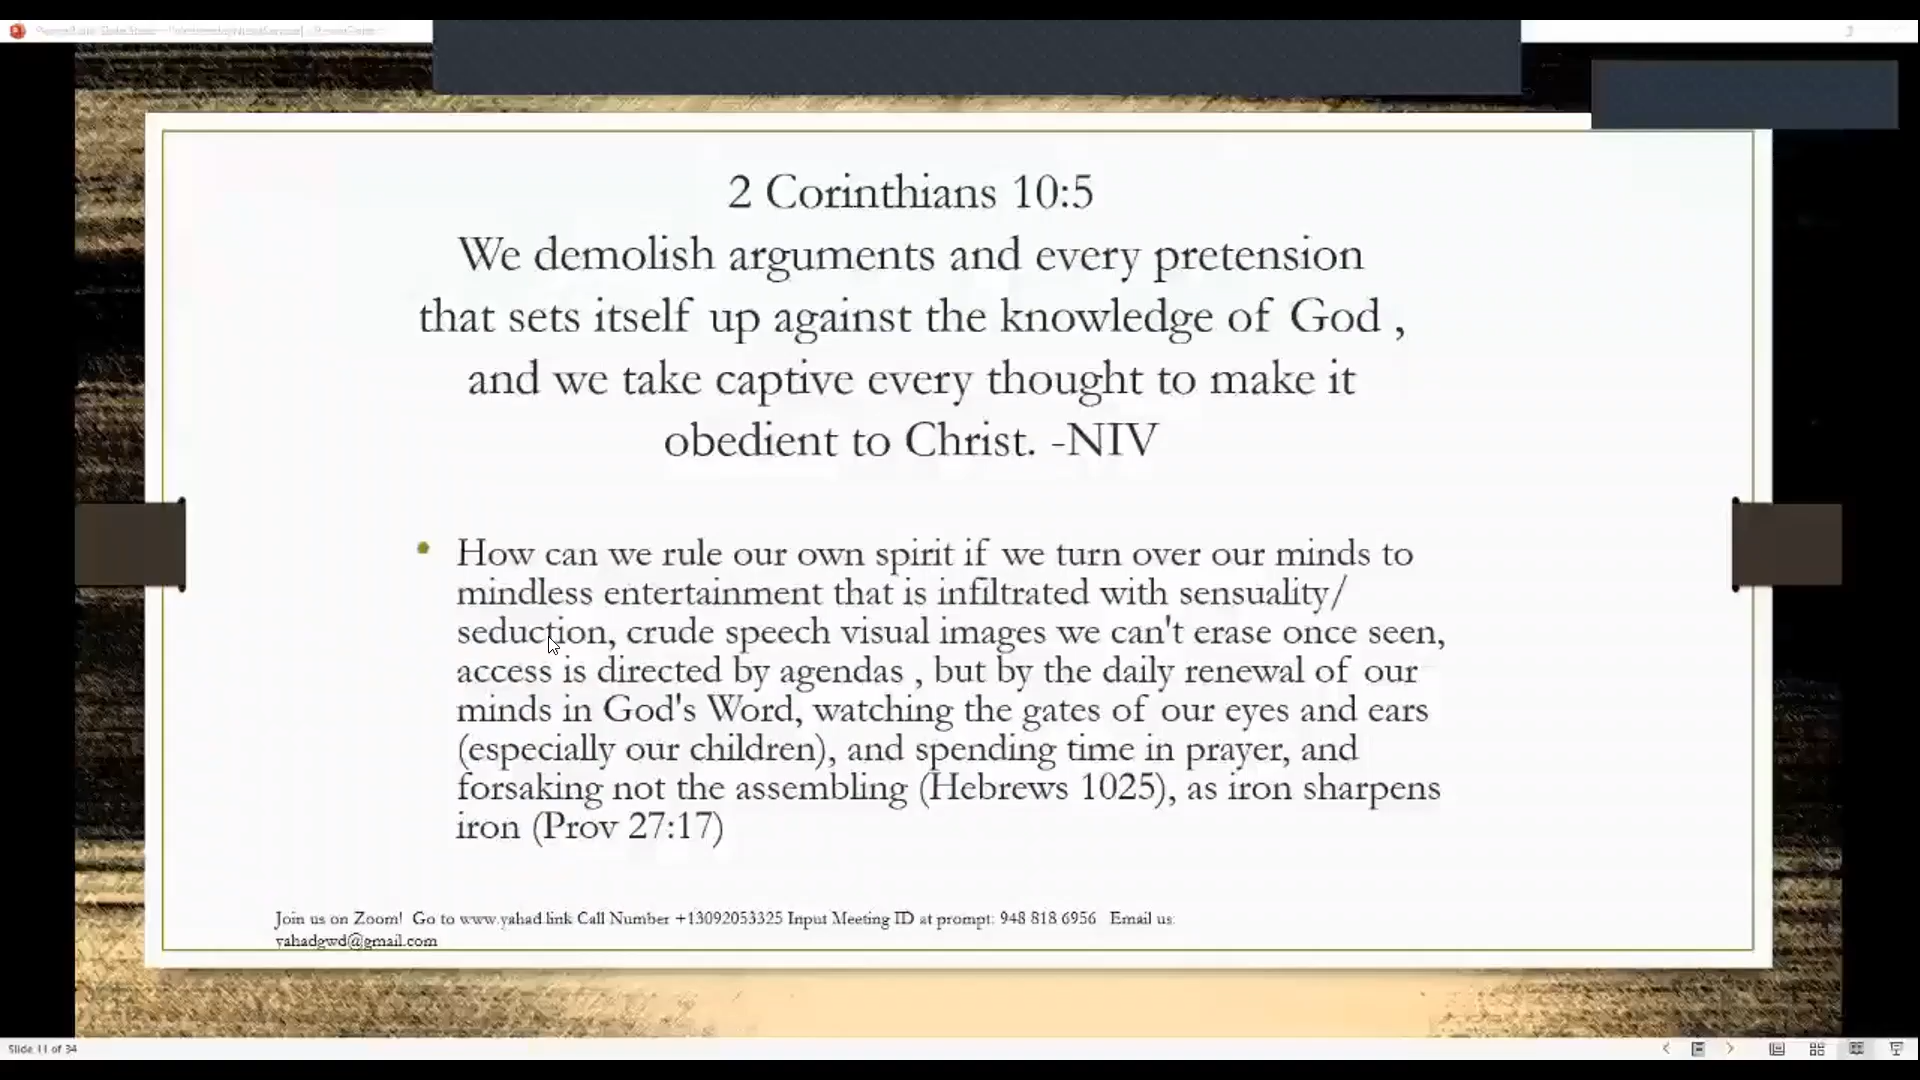 2 Corinthians 10:5
We demolish arguments and every pretension
that sets itself up against the knowledge of God ,
and we take captive every thought to make it
obedient to Christ. -NIV
How can we rule our own spirit if we turn over our minds to
mindless entertainment that is infiltrated with sensuality/
seduction, crude speech visual images we can't erase once seen,
access is directed by agendas , but by the daily renewal of our
minds in God's Word, watching the gates of our eyes and ears
(especially our children), and spending time in prayer, and
forsaking not the assembling (Hebrews 1025), as iron sharpens
iron (Prov 27:17)
Join us on Zoom! Go to www.yahad.link Call Number +13092053325 Input Meeting ID at prompt: 948 818 6956 Email us:
yahadgwd@gmail.com
Slide 11 of 34